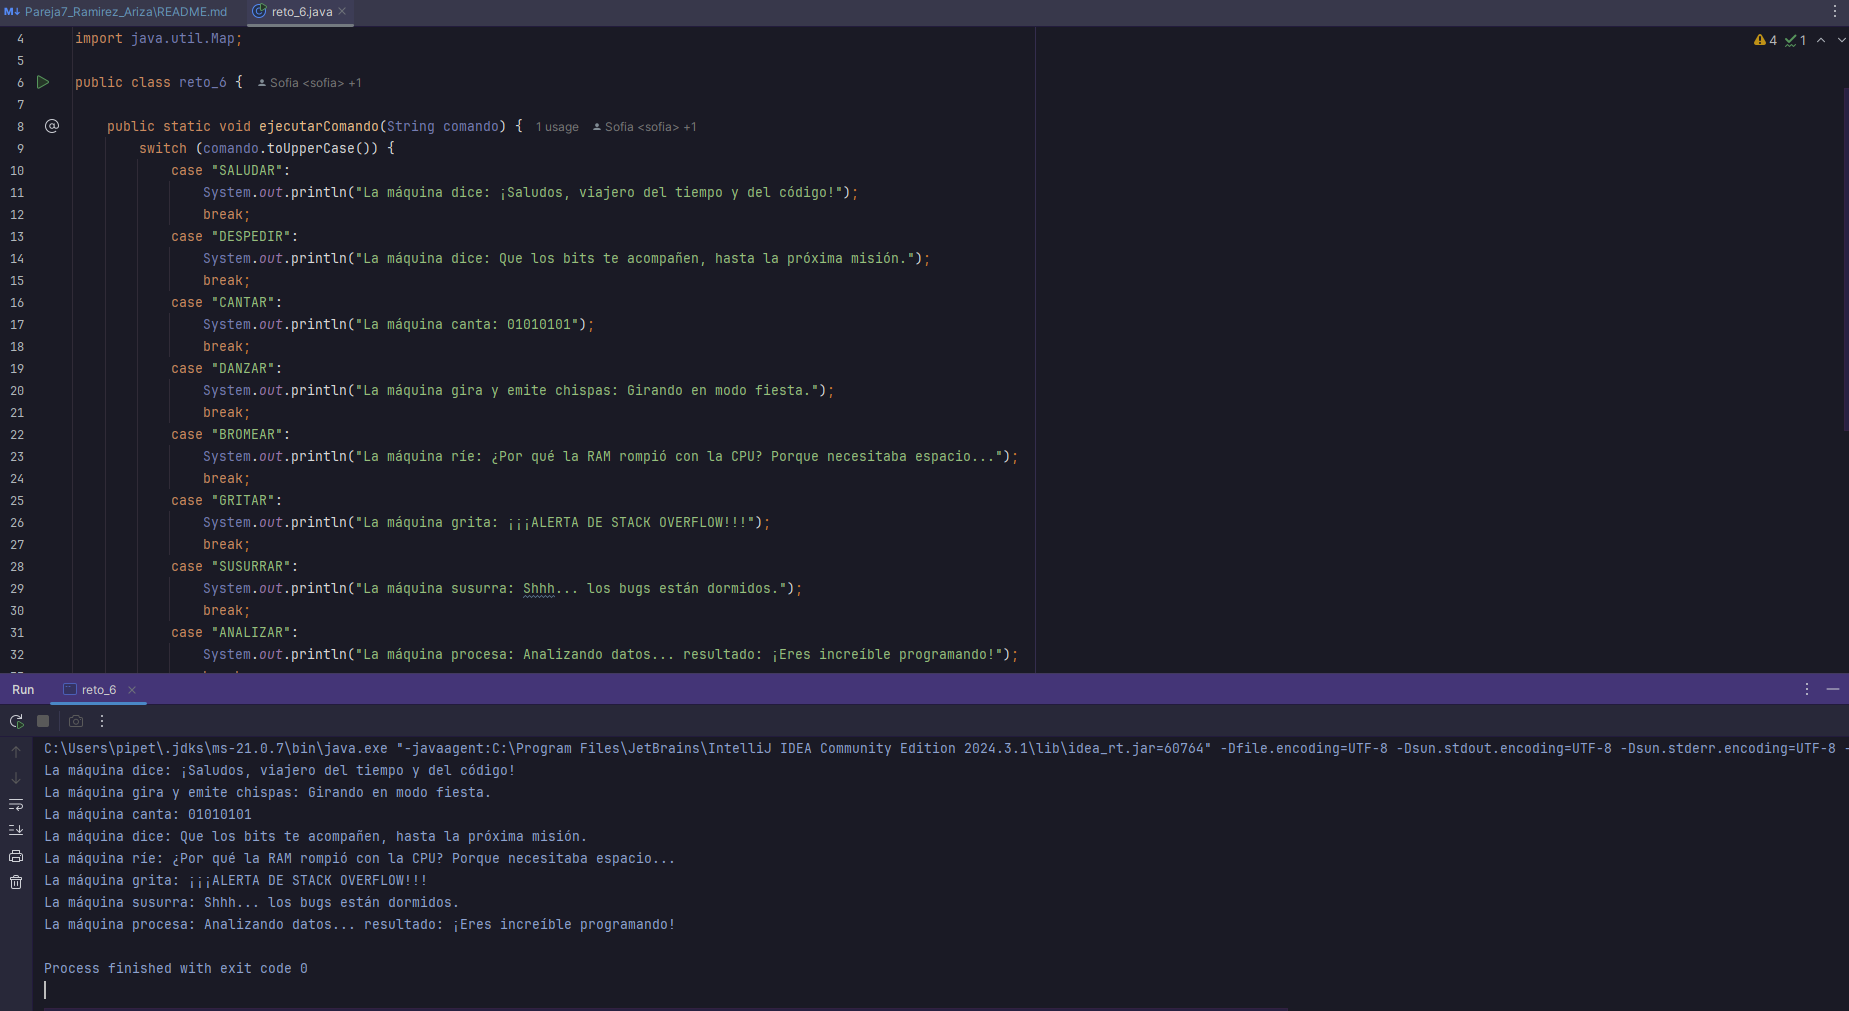 M↓ Pareja7_Ramirez_Ariza\README.md
reto_6.java
4 import java.util.Map;
4 1
5
6 public class reto_6 { Sofia <sofia> +1
7
8 @ public static void ejecutarComando(String comando) { 1 usage Sofia <sofia> +1
9 switch (comando.toUpperCase()) {
10 case "SALUDAR":
11 System.out.println("La máquina dice: ¡Saludos, viajero del tiempo y del código!");
12 break;
13 case "DESPEDIR":
14 System.out.println("La máquina dice: Que los bits te acompañen, hasta la próxima misión.");
15 break;
16 case "CANTAR":
17 System.out.println("La máquina canta: 01010101");
18 break;
19 case "DANZAR":
20 System.out.println("La máquina gira y emite chispas: Girando en modo fiesta.");
21 break;
22 case "BROMEAR":
23 System.out.println("La máquina ríe: ¿Por qué la RAM rompió con la CPU? Porque necesitaba espacio...");
24 break;
25 case "GRITAR":
26 System.out.println("La máquina grita: ¡¡¡ALERTA DE STACK OVERFLOW!!!");
27 break;
28 case "SUSURRAR":
29 System.out.println("La máquina susurra: Shhh... los bugs están dormidos.");
30 break;
31 case "ANALIZAR":
32 System.out.println("La máquina procesa: Analizando datos... resultado: ¡Eres increíble programando!");
Run reto_6
C:\Users\pipet\.jdks\ms-21.0.7\bin\java.exe "-javaagent:C:\Program Files\JetBrains\IntelliJ IDEA Community Edition 2024.3.1\lib\idea_rt.jar=60764" -Dfile.encoding=UTF-8 -Dsun.stdout.encoding=UTF-8 -Dsun.stderr.encoding=UTF-8 -
La máquina dice: ¡Saludos, viajero del tiempo y del código!
La máquina gira y emite chispas: Girando en modo fiesta.
La máquina canta: 01010101
La máquina dice: Que los bits te acompañen, hasta la próxima misión.
La máquina ríe: ¿Por qué la RAM rompió con la CPU? Porque necesitaba espacio...
La máquina grita: ¡¡¡ALERTA DE STACK OVERFLOW!!!
La máquina susurra: Shhh... los bugs están dormidos.
La máquina procesa: Analizando datos... resultado: ¡Eres increíble programando!
Process finished with exit code 0